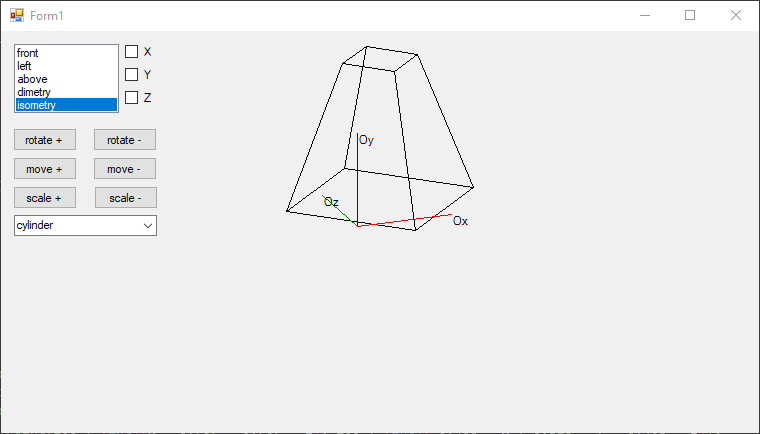 Form1
front
left
above
dimetry
isometry
X
Y
Z
rotate +
rotate -
move +
move -
scale +
scale -
cylinder
Oy
Oz
Ox